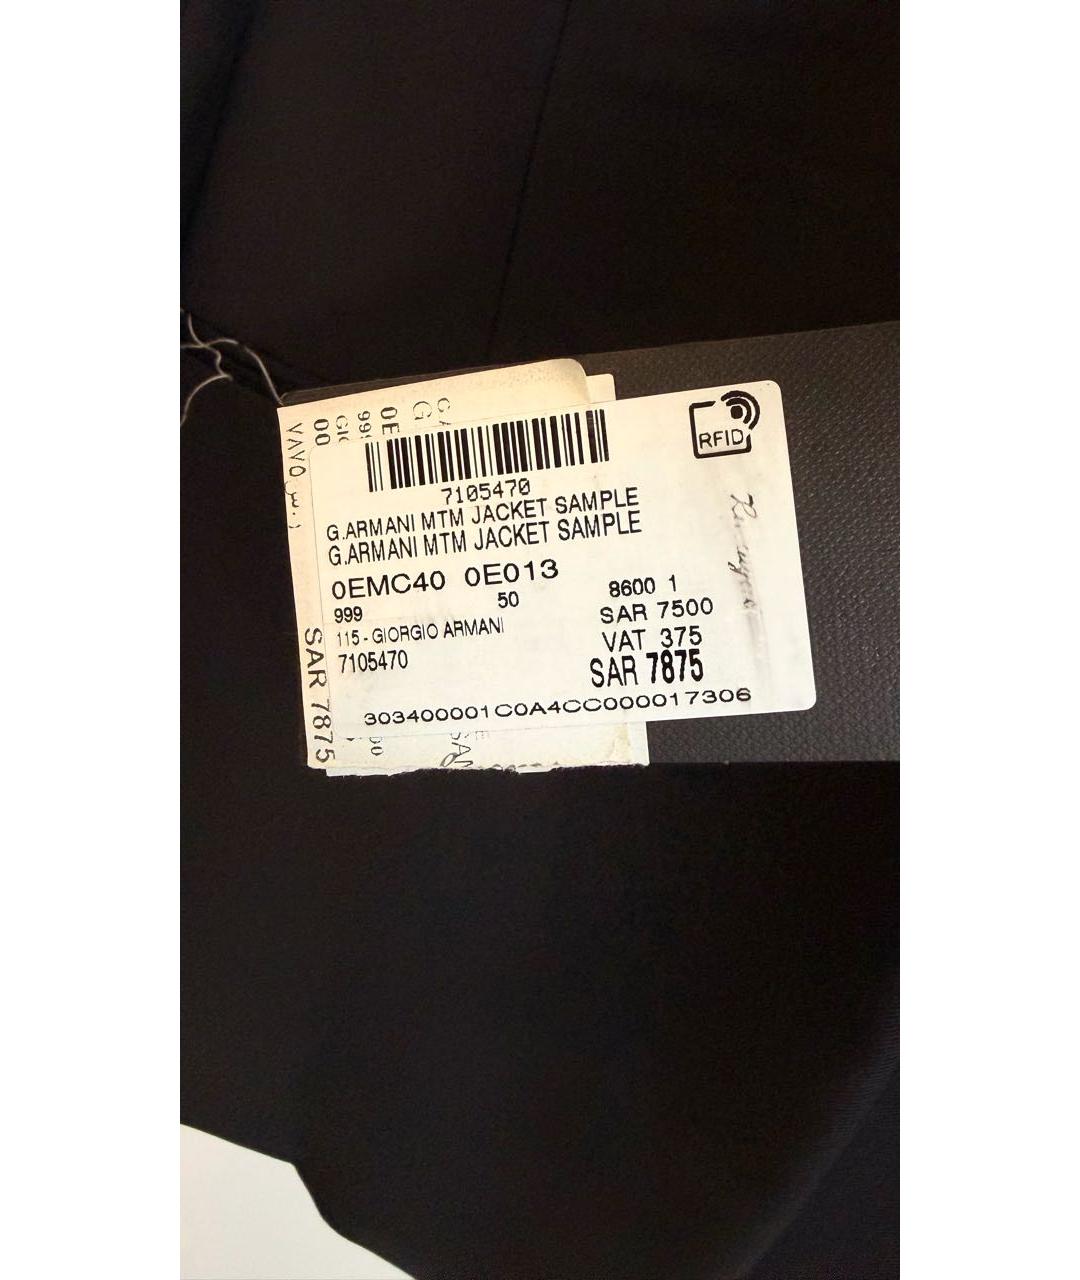 RFID
7105470
G.ARMANI MTM JACKET SAMPLE
G.ARMANI MTM JACKET SAMPLE
0EMC40 0E013
999 50 8600 1
115 - GIORGIO ARMANI SAR 7500
VAT 375
7105470 SAR 7875
303400001C0A4CC000017306
SAR 7875